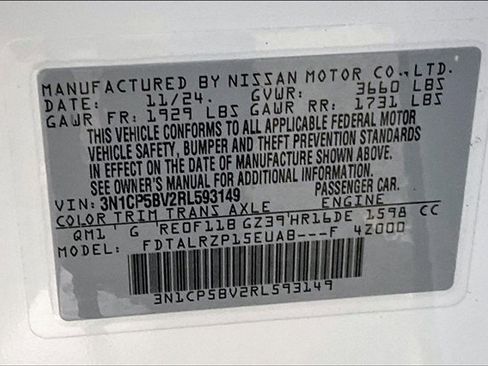 MANUFACTURED BY NISSAN MOTOR CO.,LTD.
DATE: 11/24. GVWR: 3660 LBS
GAWR FR: 1929 LBS GAWR RR: 1731 LBS
THIS VEHICLE CONFORMS TO ALL APPLICABLE FEDERAL MOTOR
VEHICLE SAFETY, BUMPER AND THEFT PREVENTION STANDARDS
IN EFFECT ON THE DATE OF MANUFACTURE SHOWN ABOVE.
SEE OWNER'S MANUAL FOR ADDITIONAL INFORMATION.
VIN: 3N1CP5BV2RL593149 PASSENGER CAR.
COLOR TRIM TRANS AXLE ENGINE
QM1 G RE0F11B GZ39 HR16DE 1598 CC
MODEL: FDTALRZP15EUAB---F 4Z000
3N1CP5BV2RL593149